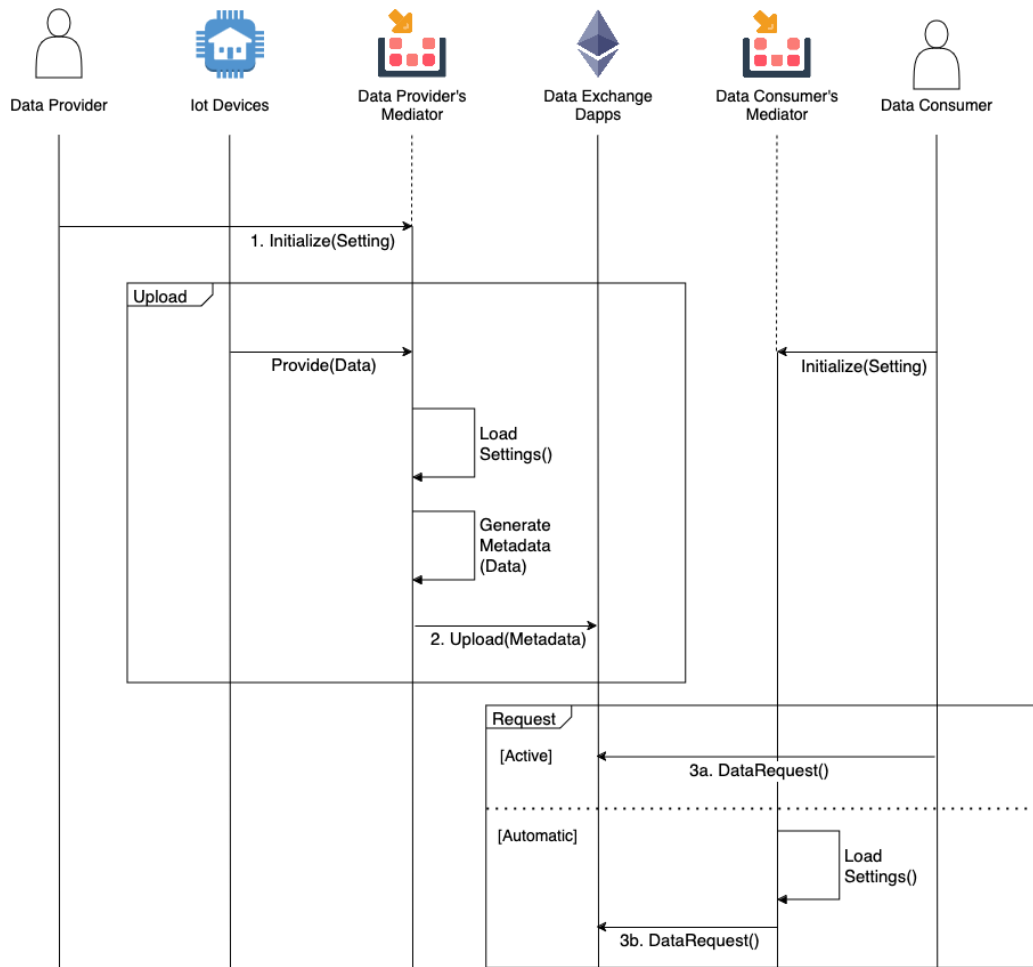 Data Provider
Iot Devices
Data Provider's
Mediator
Data Exchange
Dapps
Data Consumer's
Mediator
Data Consumer
1. Initialize(Setting)
Upload
Provide(Data)
Initialize(Setting)
Load
Settings()
Generate
Metadata
(Data)
2. Upload(Metadata)
Request
[Active]
3a. DataRequest()
[Automatic]
Load
Settings()
3b. DataRequest()